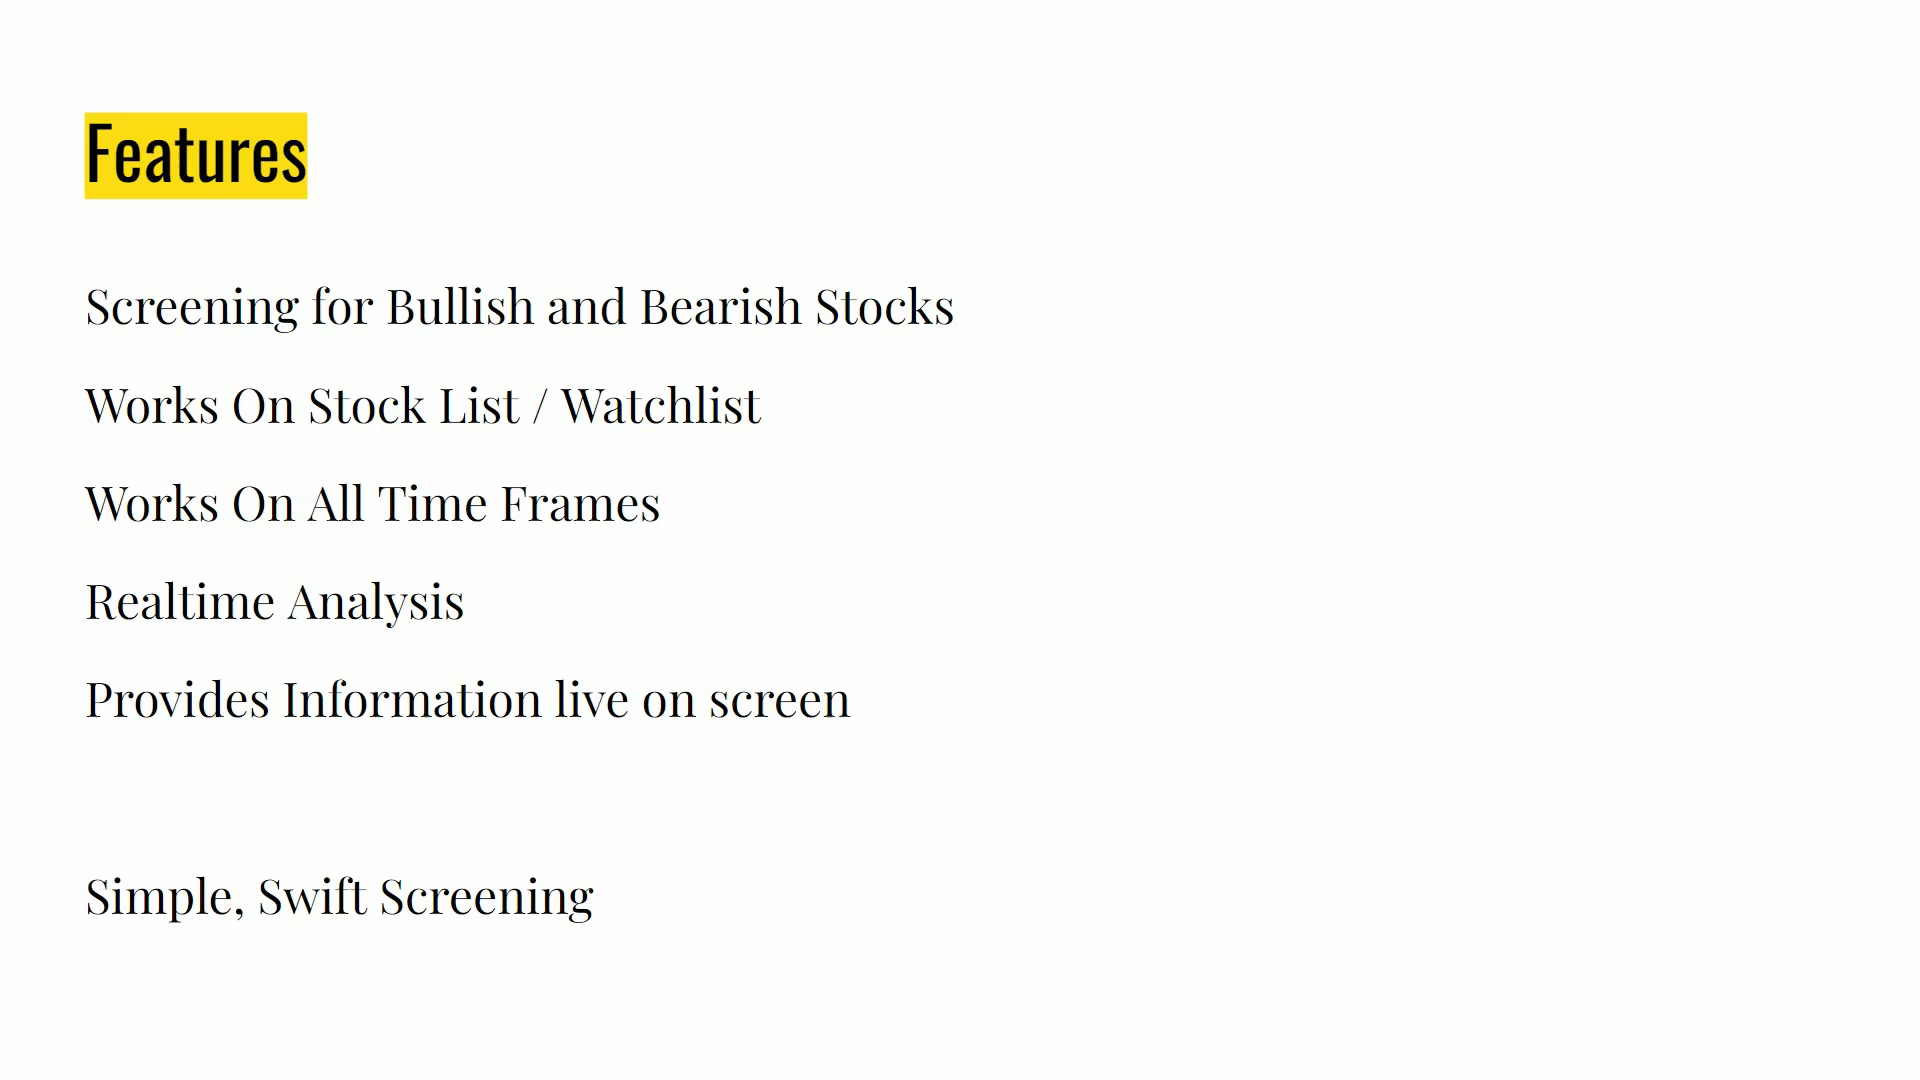 Features
Screening for Bullish and Bearish Stocks
Works On Stock List / Watchlist
Works On All Time Frames
Realtime Analysis
Provides Information live on screen
Simple, Swift Screening